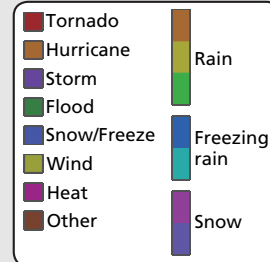 Tornado
Hurricane
Storm
Flood
Snow/Freeze
Wind
Heat
Other
Rain
Freezing
rain
Snow